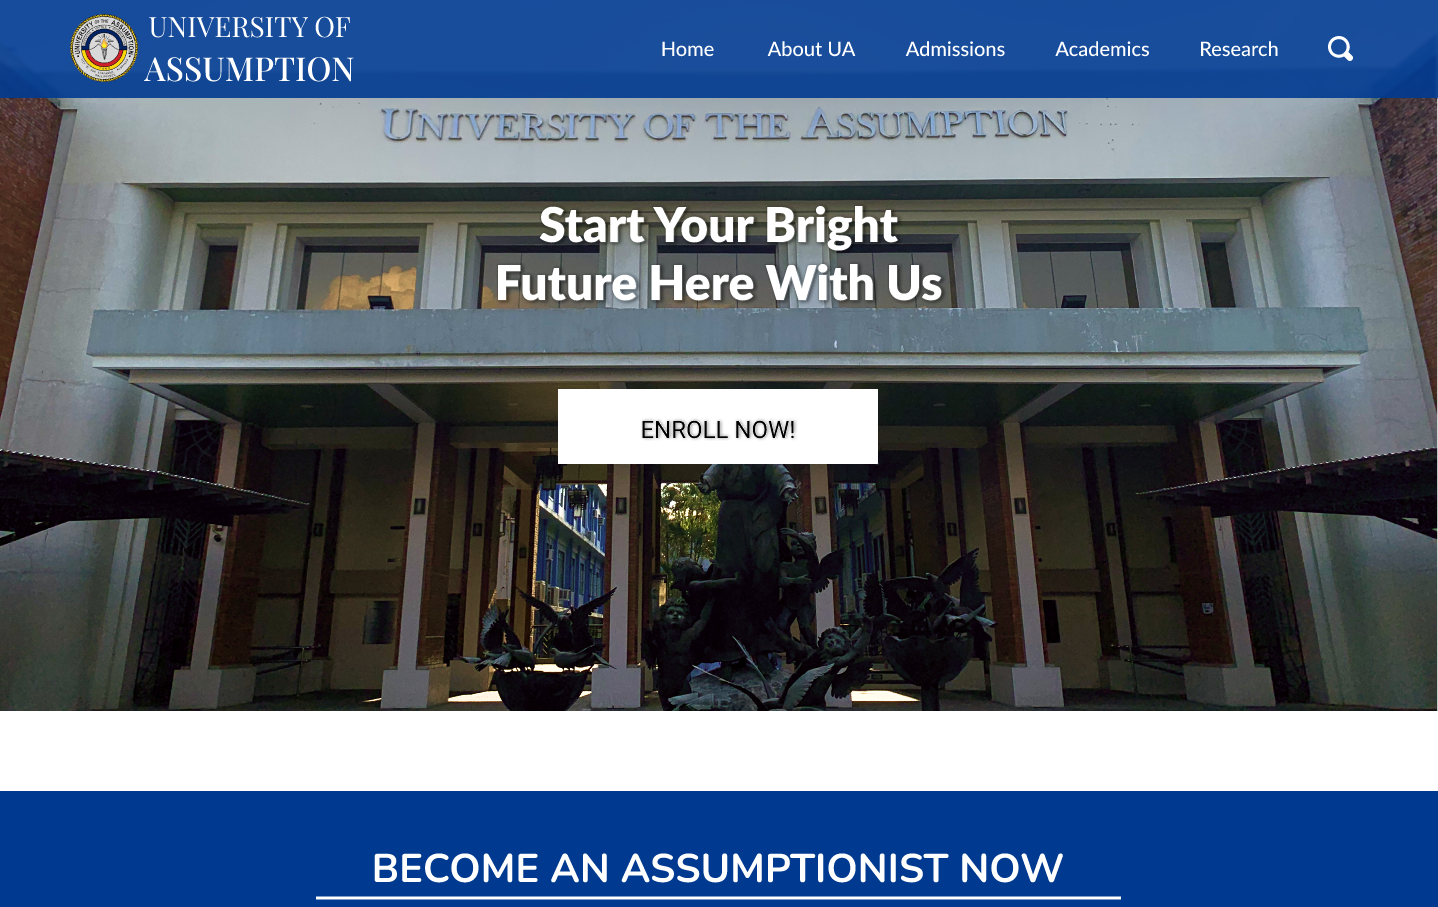 UNIVERSITY OF
ASSUMPTION
Home About UA Admissions Academics Research
UNIVERSITY OF THE ASSUMPTION
Start Your Bright
Future Here With Us
ENROLL NOW!
BECOME AN ASSUMPTIONIST NOW